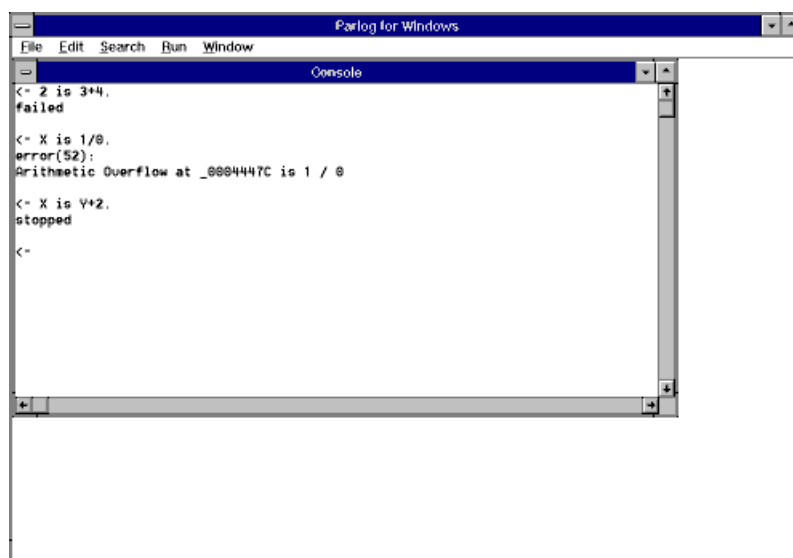 Parlog for Windows
File Edit Search Run Window
Console
<- 2 is 3+4.
failed
<- X is 1/0.
error(52):
Arithmetic Overflow at _0004447C is 1 / 0
<- X is Y+2.
stopped
<-